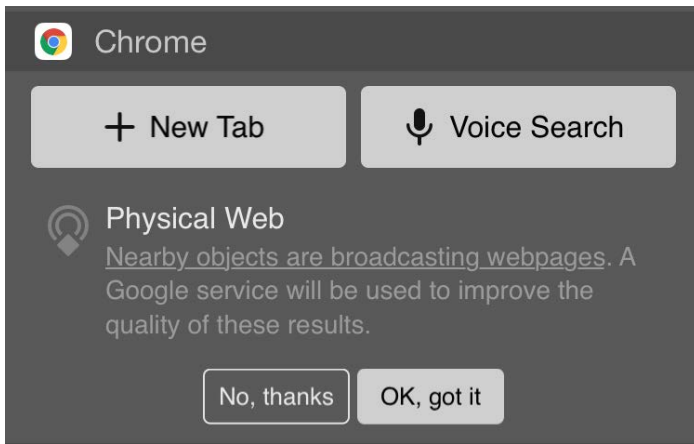 Chrome
+ New Tab
Voice Search
Physical Web
Nearby objects are broadcasting webpages. A
Google service will be used to improve the
quality of these results.
No, thanks
OK, got it